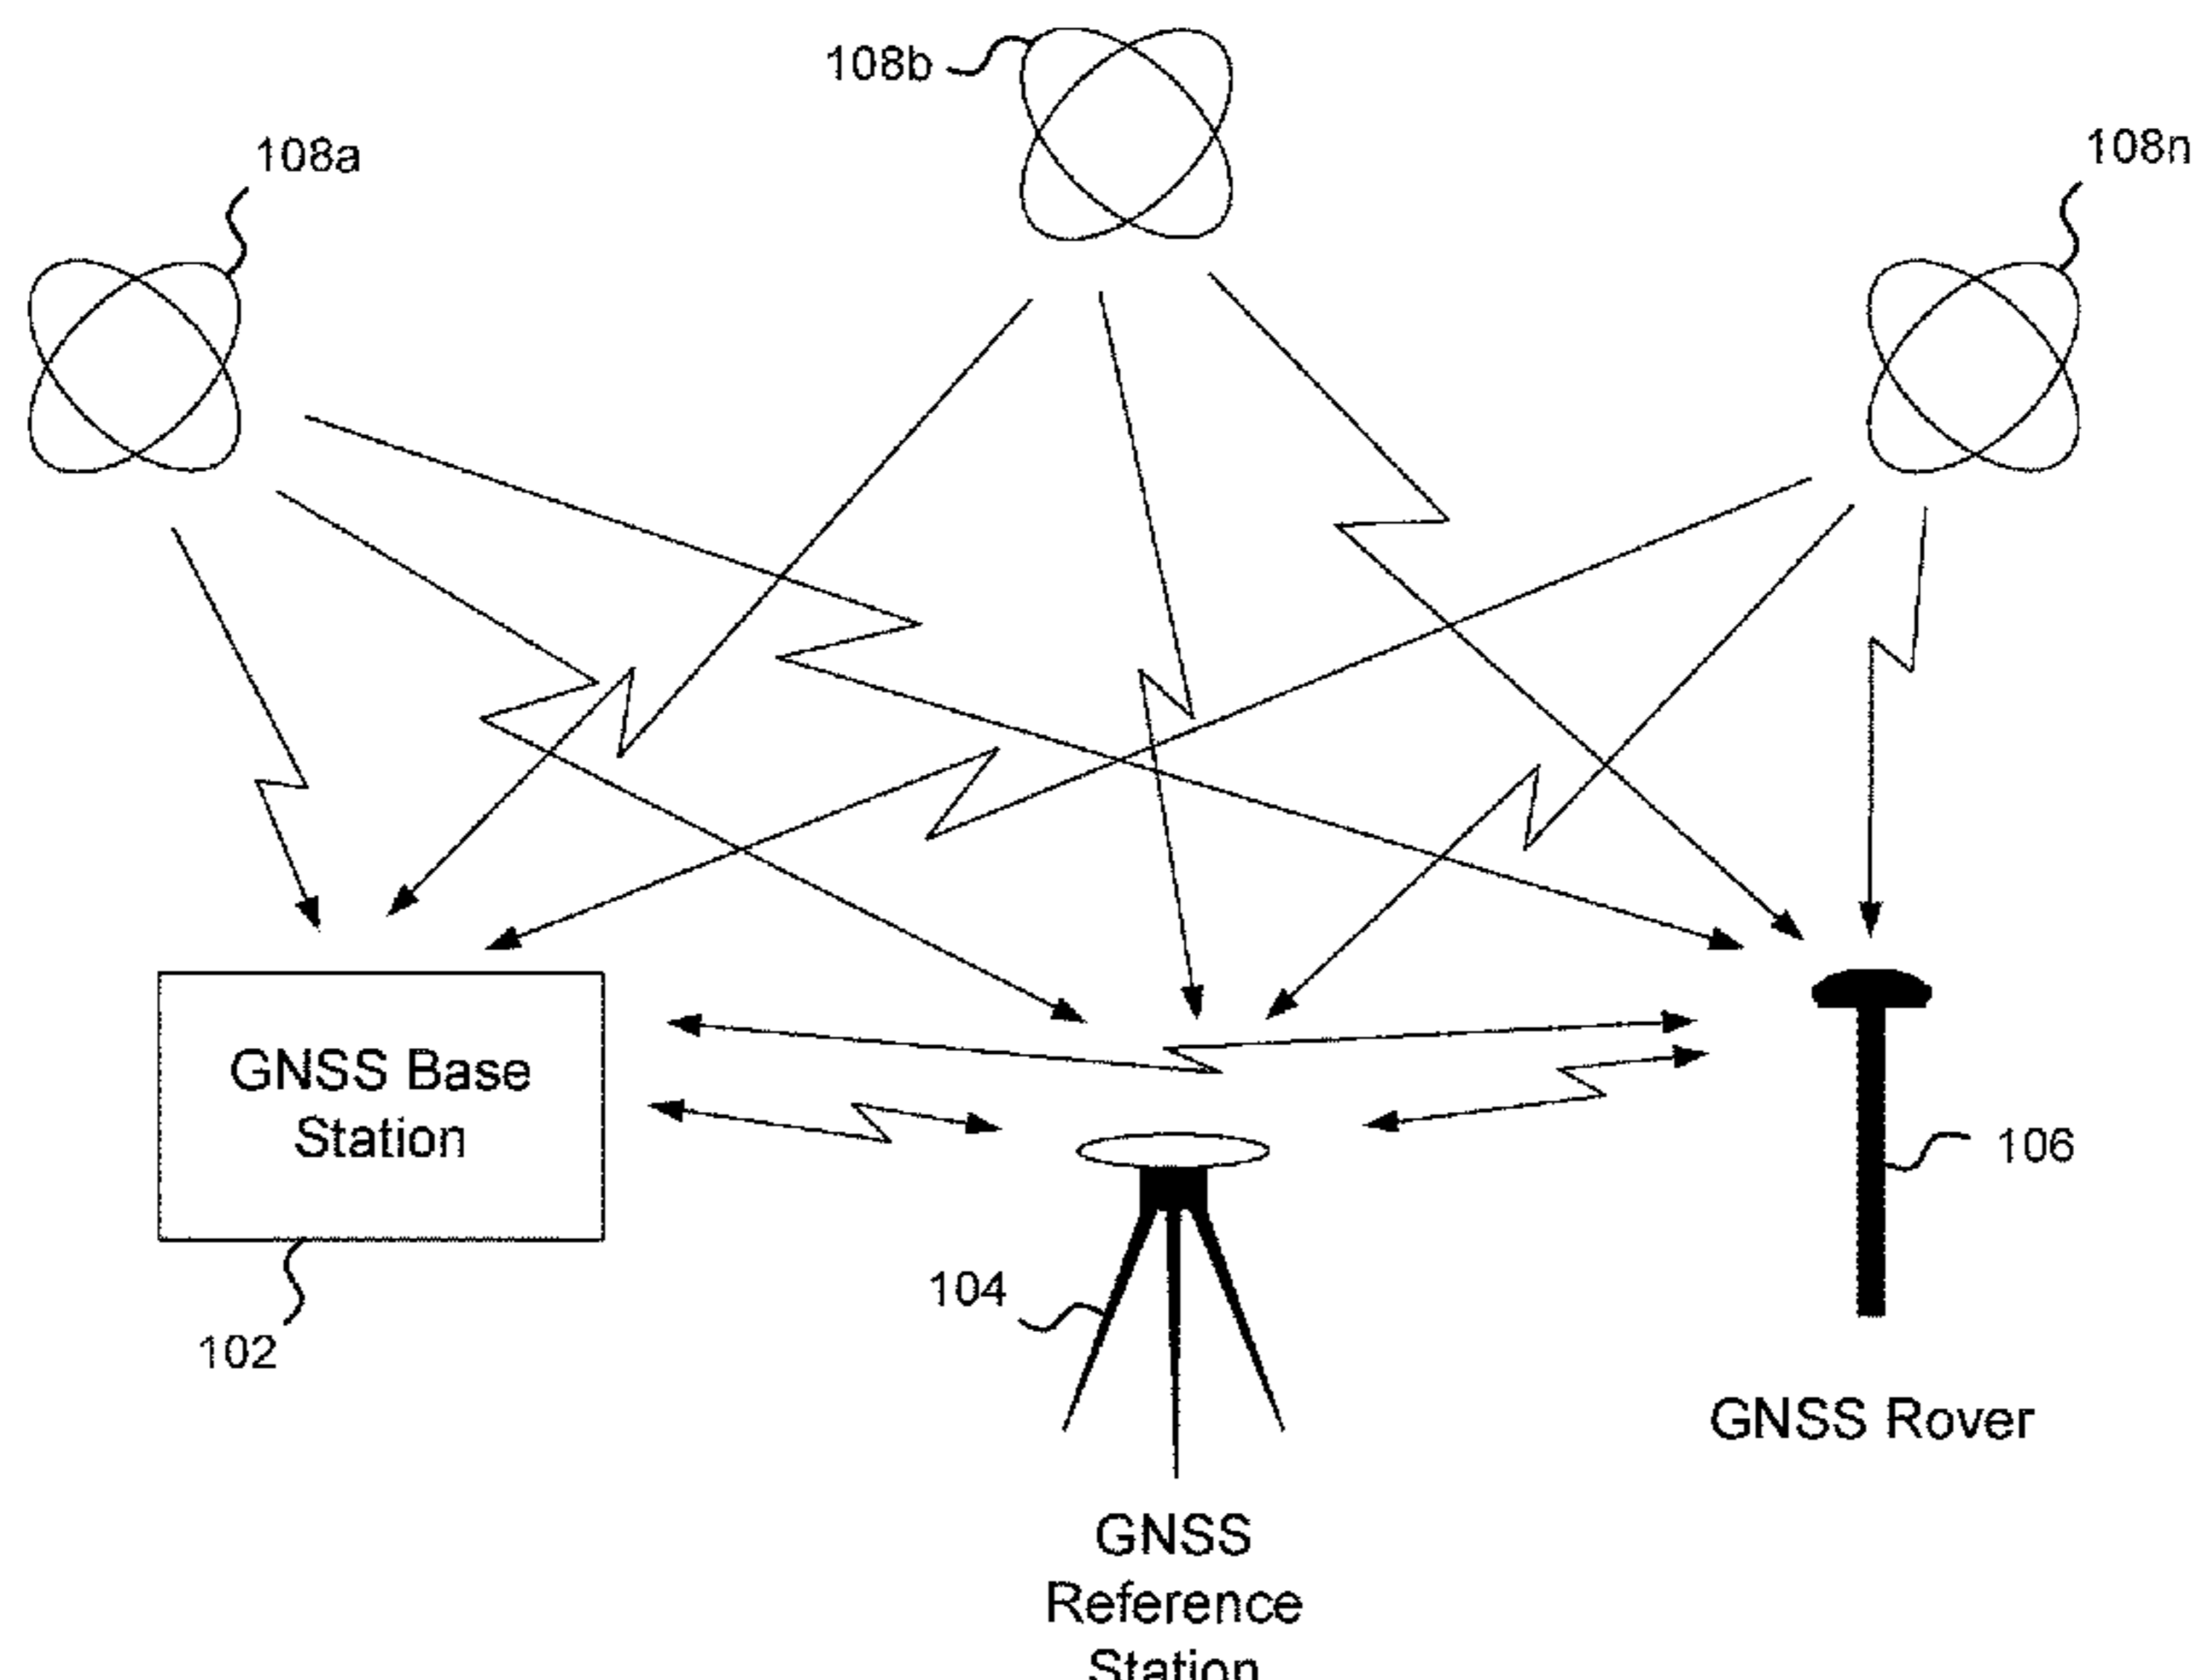 108b
108a
108n
GNSS Base
Station
106
104
102
GNSS Rover
GNSS
Reference
Station